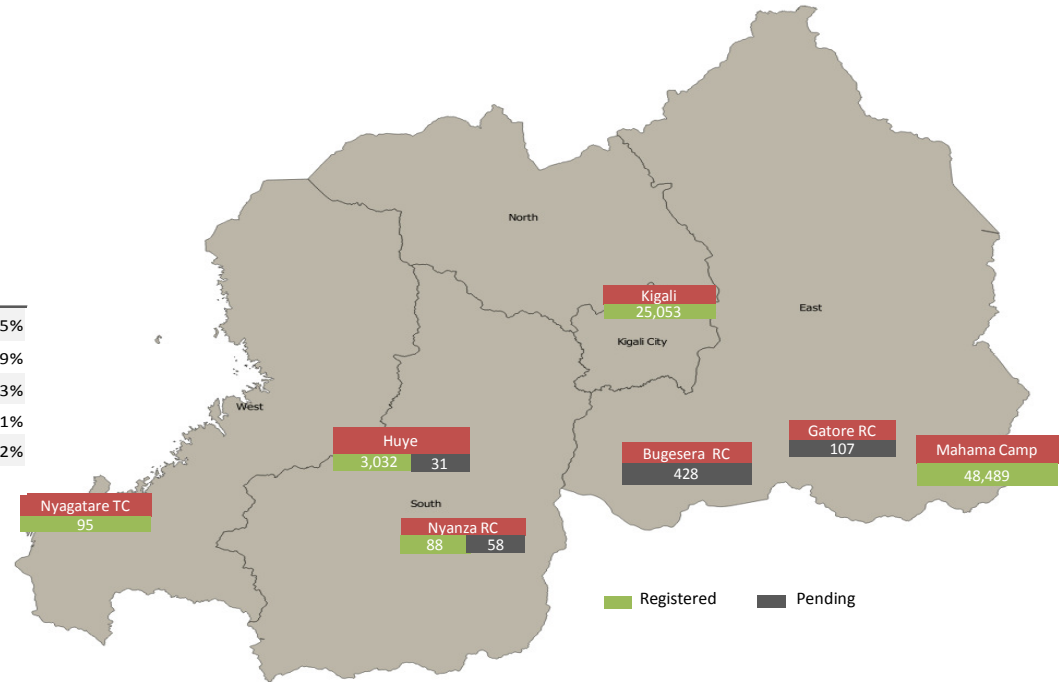 North
Kigali
25,053
East
Kigali City
5%
9%
3%
1%
2%
West
Huye
3,032 31
Bugesera RC
428
Gatore RC
107
Mahama Camp
48,489
Nyagatare TC
95
South
Nyanza RC
88 58
Registered Pending